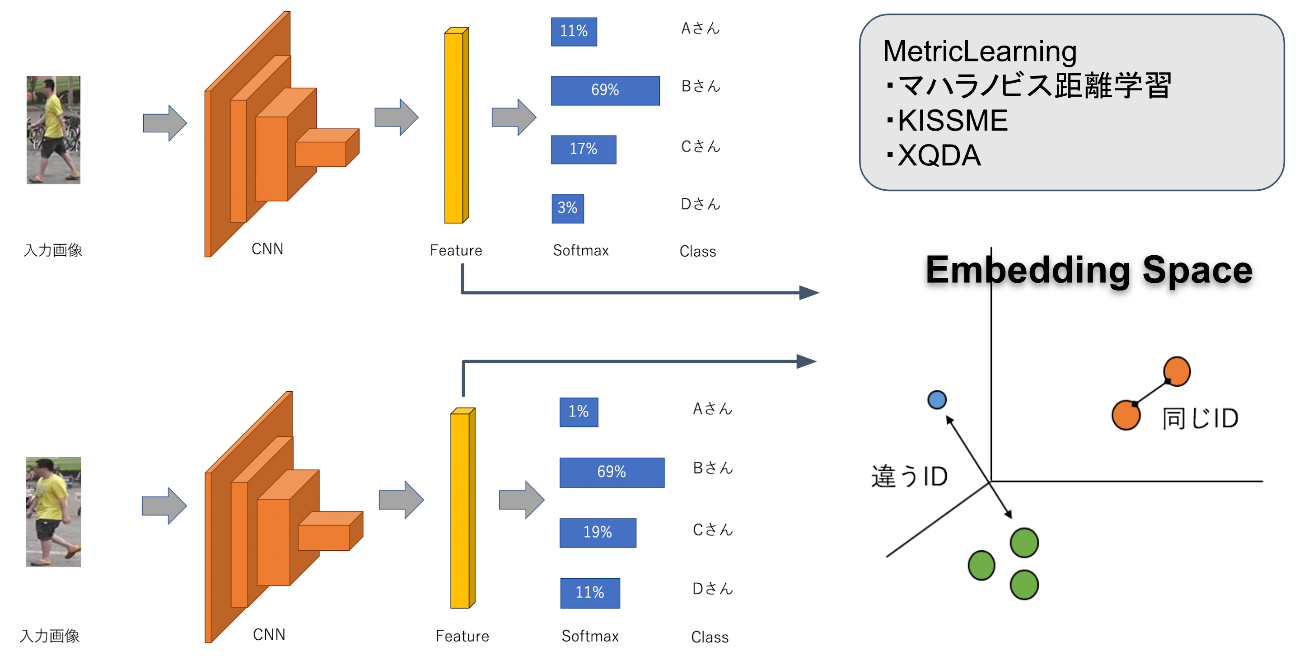 11%
Aさん
69%
Bさん
17%
Cさん
3%
Dさん
入力画像
CNN
Feature
Softmax
Class
MetricLearning
・マハラノビス距離学習
・KISSME
・XQDA
Embedding Space
同じID
違うID
1%
Aさん
69%
Bさん
19%
Cさん
11%
Dさん
入力画像
CNN
Feature
Softmax
Class